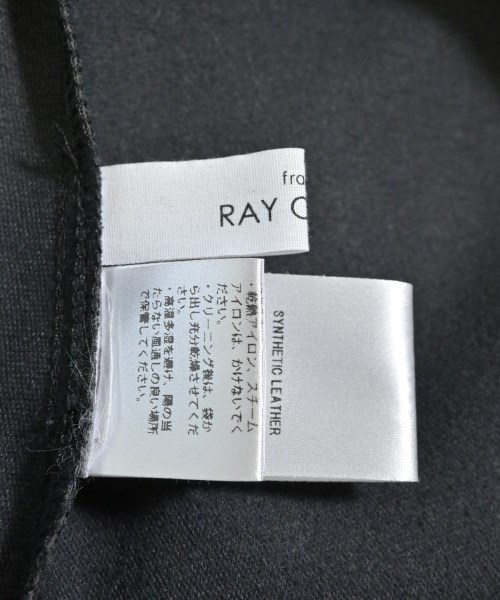 fra
RAY C
SYNTHETIC LEATHER
・乾熱アイロン、スチーム
アイロンは、かけないでく
ださい。
・クリーニング後は、袋か
ら出し充分乾燥させてくだ
さい。
・高温多湿を避け、陽の当
たらない風通しの良い場所
で保管してください。